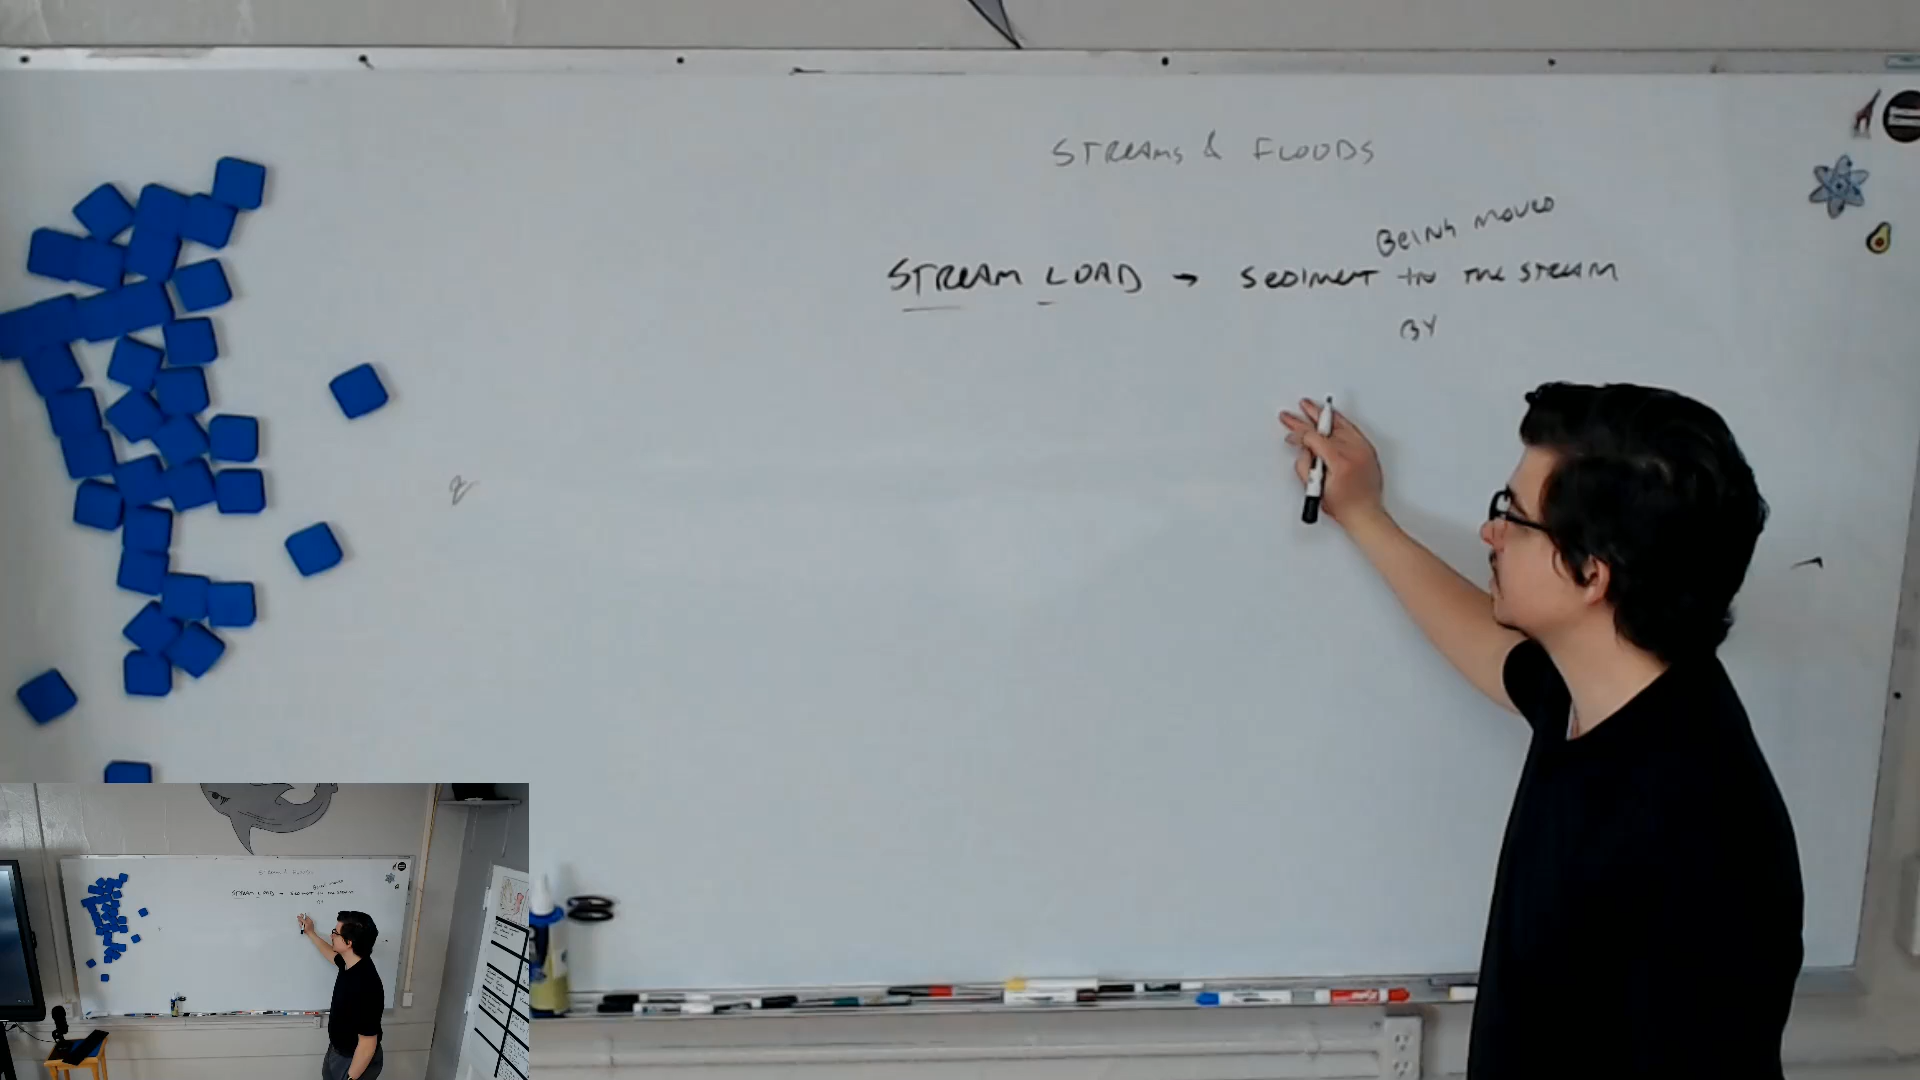 STREAMS & FLOODS
BEING MOVED
STREAM LOAD → SEDIMENT IN THE STREAM
BY